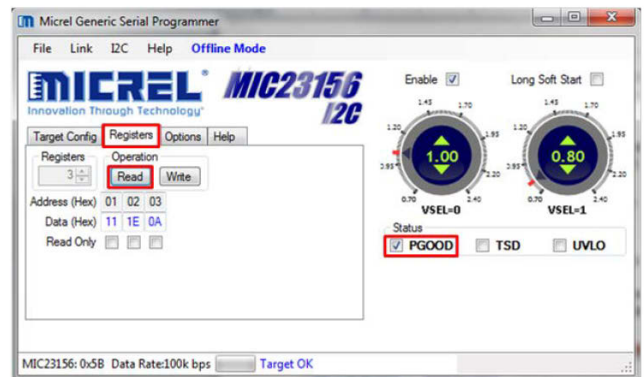 Micrel Generic Serial Programmer
File Link I2C Help Offline Mode
MICREL
Innovation Through Technology
MIC23156
I2C
Enable
Long Soft Start
Target Config Registers Options Help
Registers Operation
3 Read Write
Address (Hex) 01 02 03
Data (Hex) 11 1E 0A
Read Only
1.45 1.70
1.20 1.95
1.00
0.95 2.20
0.70 2.40
VSEL=0
1.45 1.70
1.20 1.95
0.80
0.95 2.20
0.70 2.40
VSEL=1
Status
PGOOD TSD UVLO
MIC23156: 0x5B Data Rate:100k bps Target OK